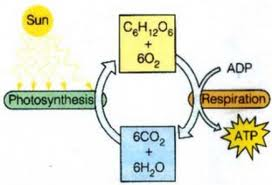 Sun
C₆H₁₂O₆
+
6O₂
ADP
Photosynthesis
Respiration
ATP
6CO₂
+
6H₂O